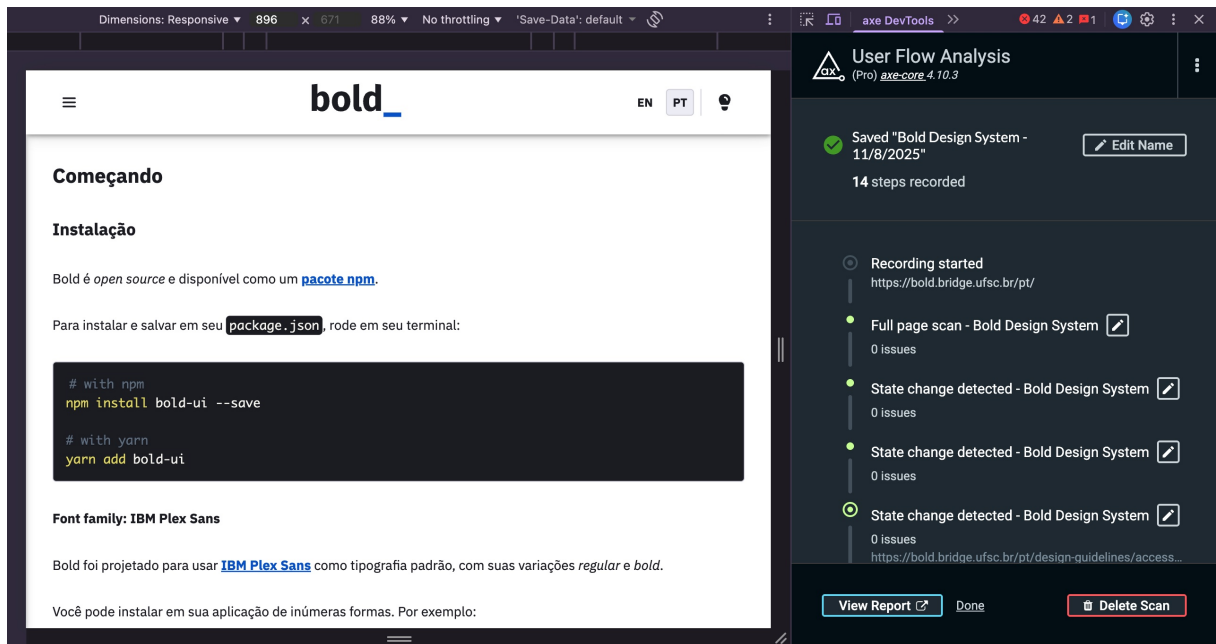 Dimensions: Responsive ▼ 896 x 671 88% ▼ No throttling ▼ 'Save-Data': default ▼
bold_
EN PT
Começando
Instalação
Bold é open source e disponível como um pacote npm.
Para instalar e salvar em seu package.json, rode em seu terminal:
# with npm
npm install bold-ui --save
# with yarn
yarn add bold-ui
Font family: IBM Plex Sans
Bold foi projetado para usar IBM Plex Sans como tipografia padrão, com suas variações regular e bold.
Você pode instalar em sua aplicação de inúmeras formas. Por exemplo:
axe DevTools 42 2 1
ax
User Flow Analysis
(Pro) axe-core 4.10.3
Saved "Bold Design System -
11/8/2025"
Edit Name
14 steps recorded
Recording started
https://bold.bridge.ufsc.br/pt/
Full page scan - Bold Design System
0 issues
State change detected - Bold Design System
0 issues
State change detected - Bold Design System
0 issues
State change detected - Bold Design System
0 issues
https://bold.bridge.ufsc.br/pt/design-guidelines/access...
View Report Done Delete Scan